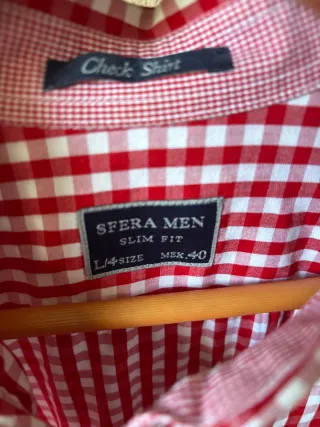 Check Shirt
SFERA MEN
SLIM FIT
L/4 SIZE MEX.40